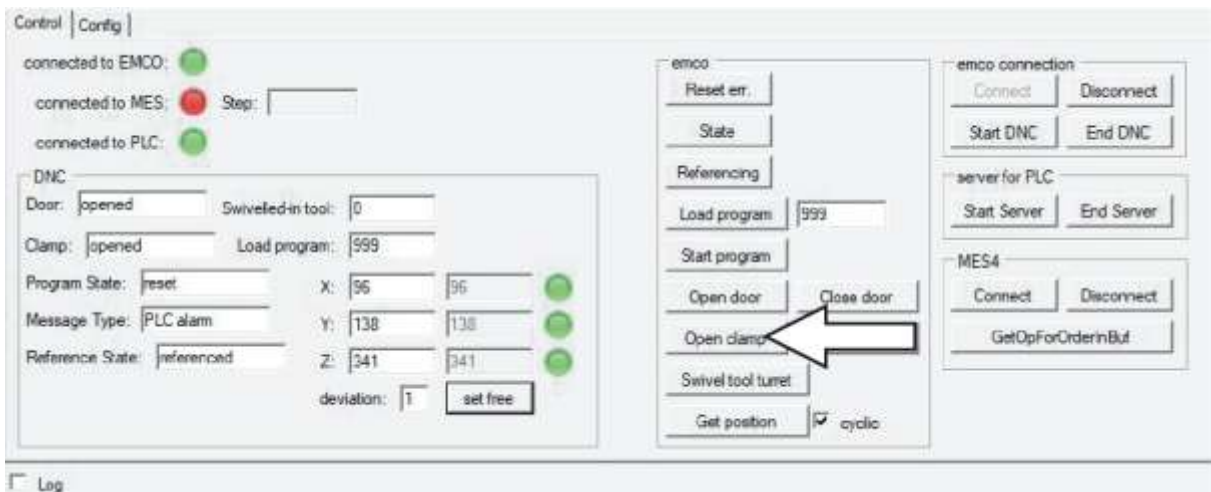 Control Config
connected to EMCO:
connected to MES: Step:
connected to PLC:
DNC
Door: opened Swivelled-in tool: 0
Clamp: opened Load program: 999
Program State: reset X: 96 96
Message Type: PLC alarm Y: 138 138
Reference State: referenced Z: 341 341
deviation: 1 set free
emco
Reset err.
State
Referencing
Load program 999
Start program
Open door Close door
Open clamp
Swivel tool turret
Get position cyclic
emco connection
Connect Disconnect
Start DNC End DNC
server for PLC
Start Server End Server
MES4
Connect Disconnect
GetOpForOrderInBuf
Log